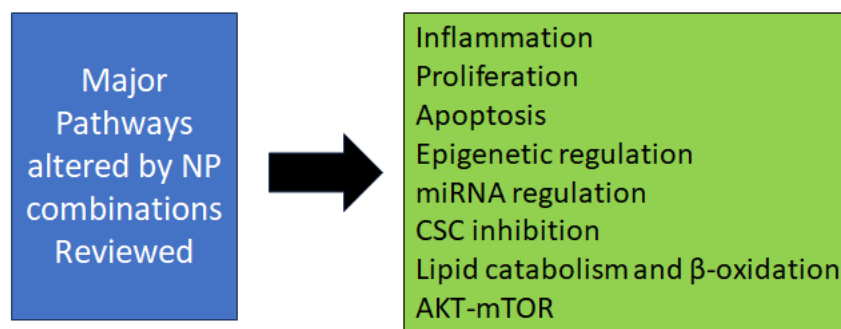 Major
Pathways
altered by NP
combinations
Reviewed
Inflammation
Proliferation
Apoptosis
Epigenetic regulation
miRNA regulation
CSC inhibition
Lipid catabolism and β-oxidation
AKT-mTOR